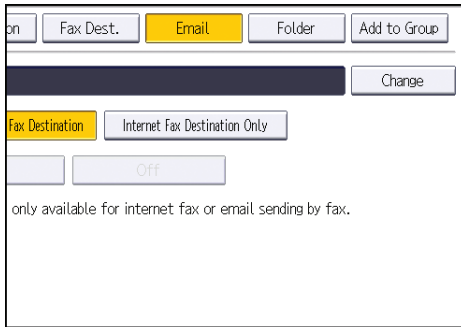 on Fax Dest. Email Folder Add to Group
Change
Fax Destination Internet Fax Destination Only
Off
only available for internet fax or email sending by fax.